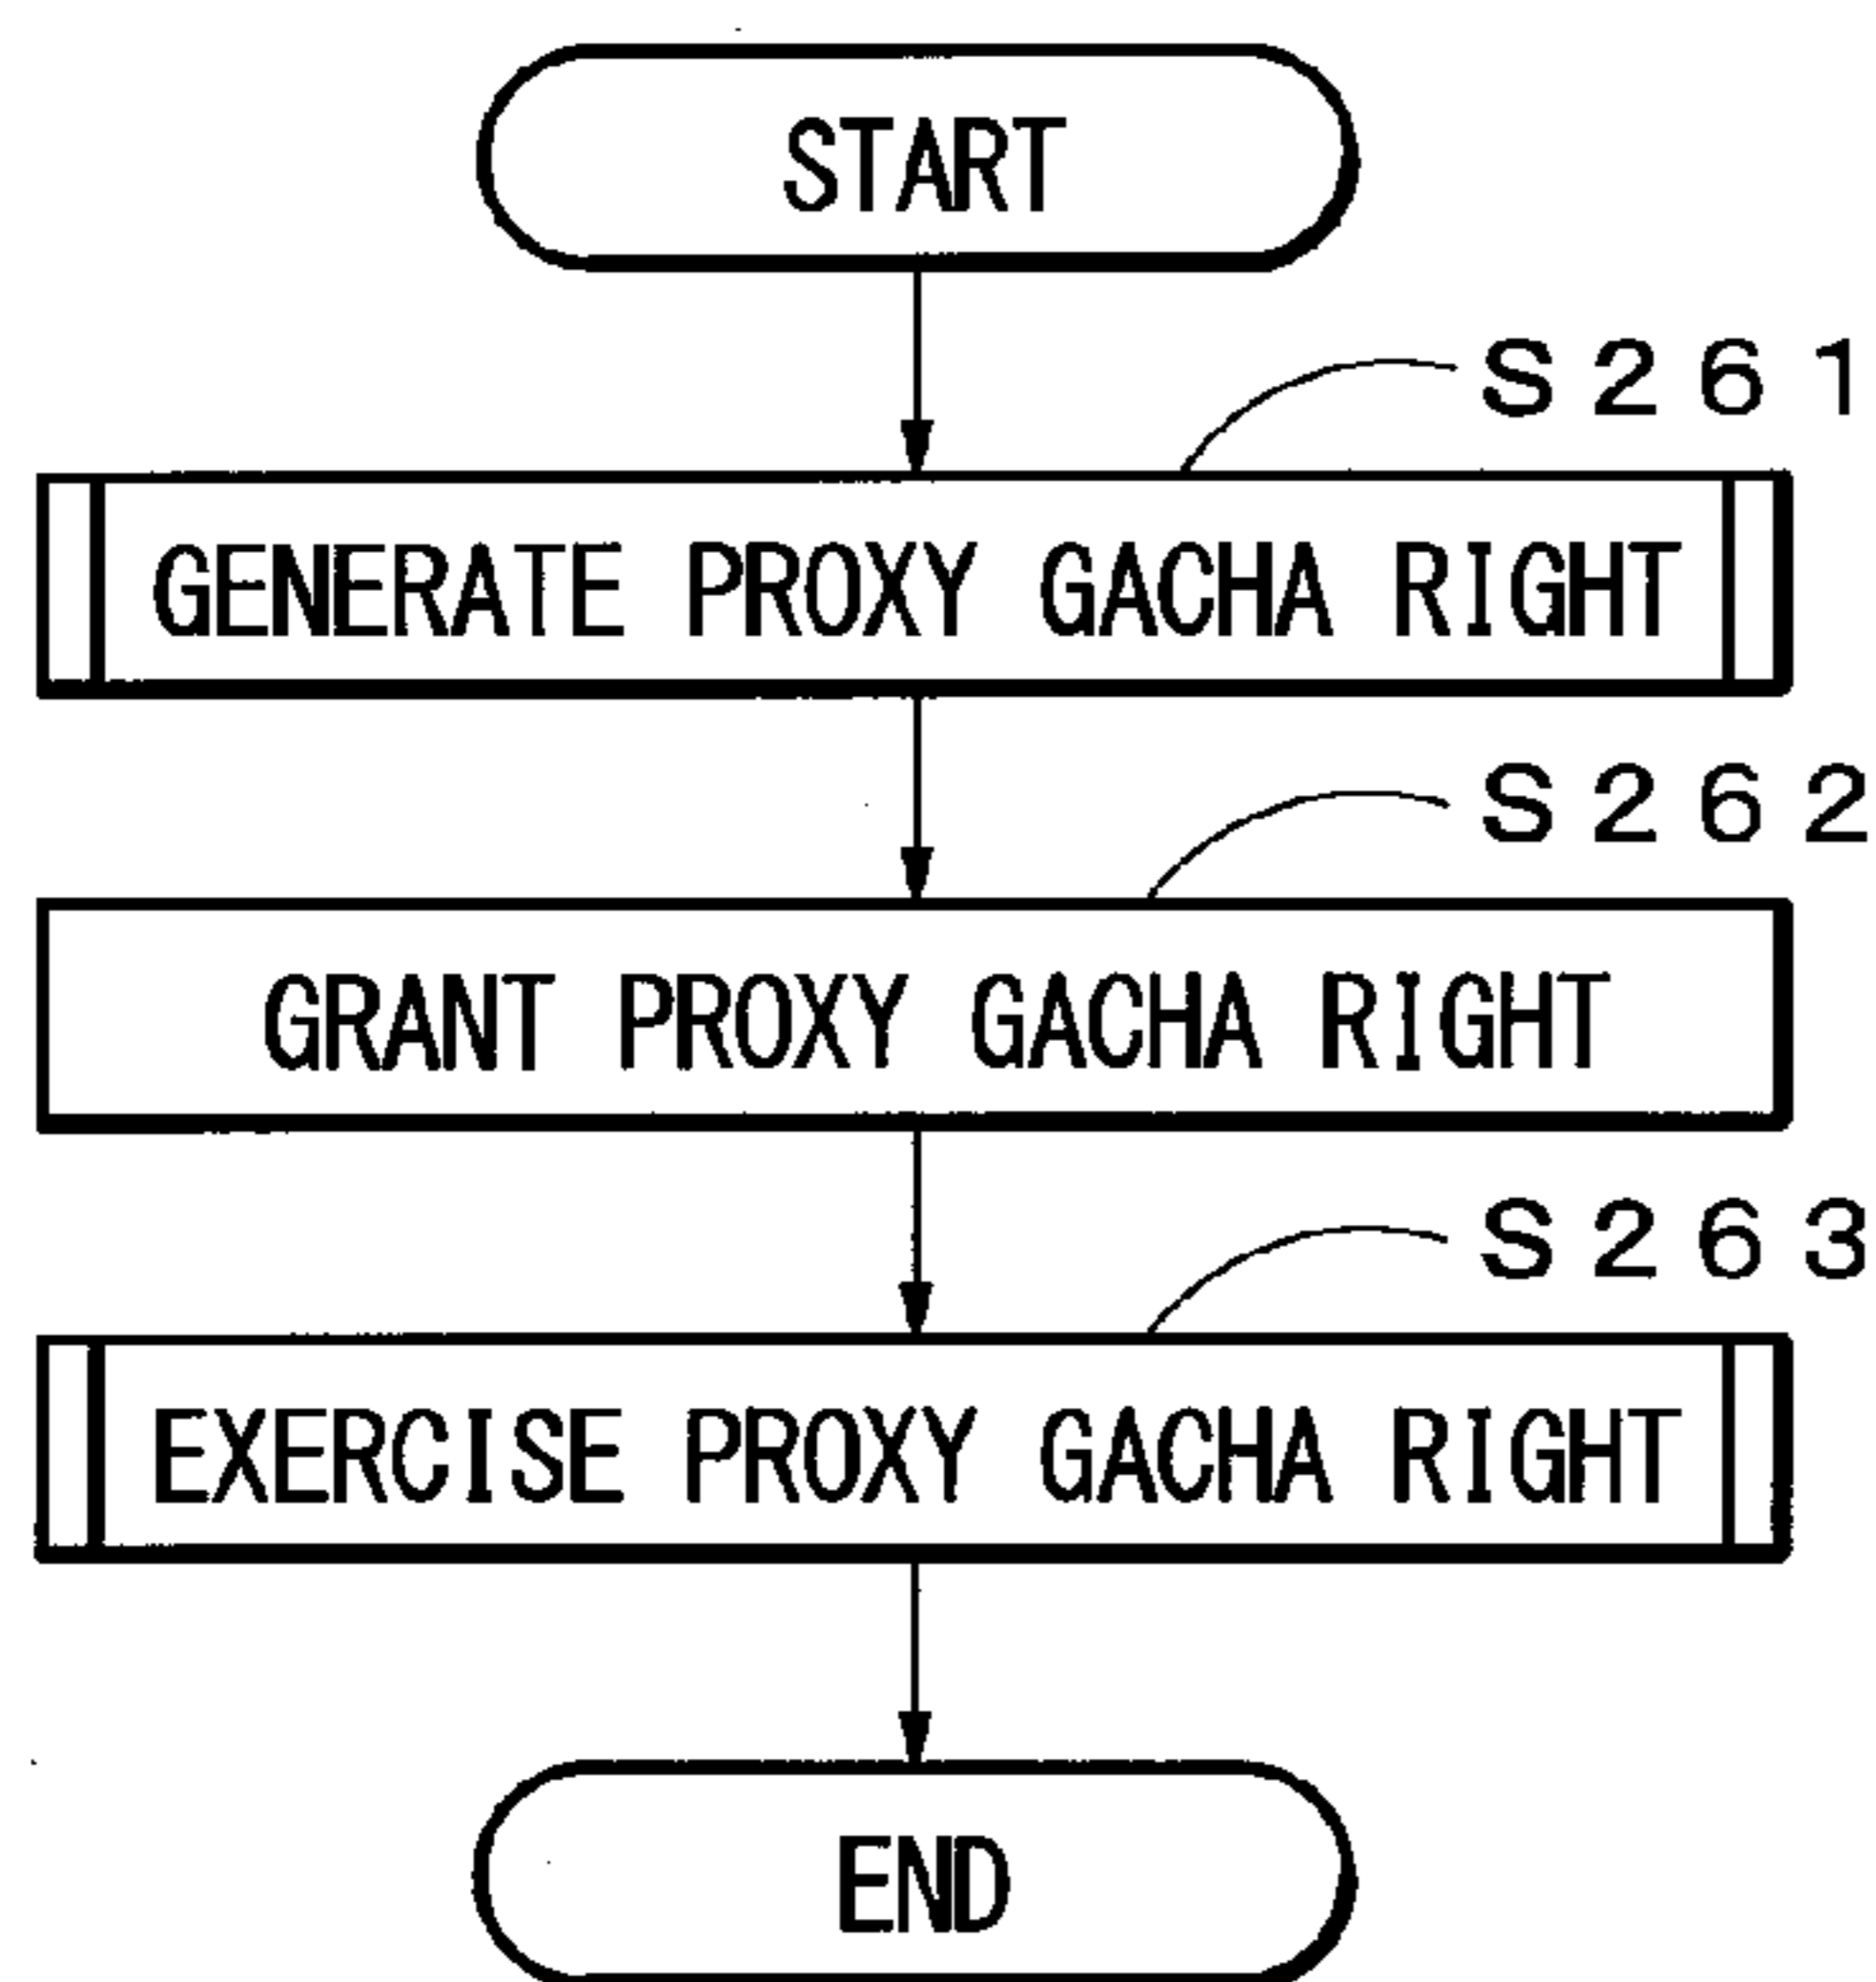 START
S261
GENERATE PROXY GACHA RIGHT
S262
GRANT PROXY GACHA RIGHT
S263
EXERCISE PROXY GACHA RIGHT
END